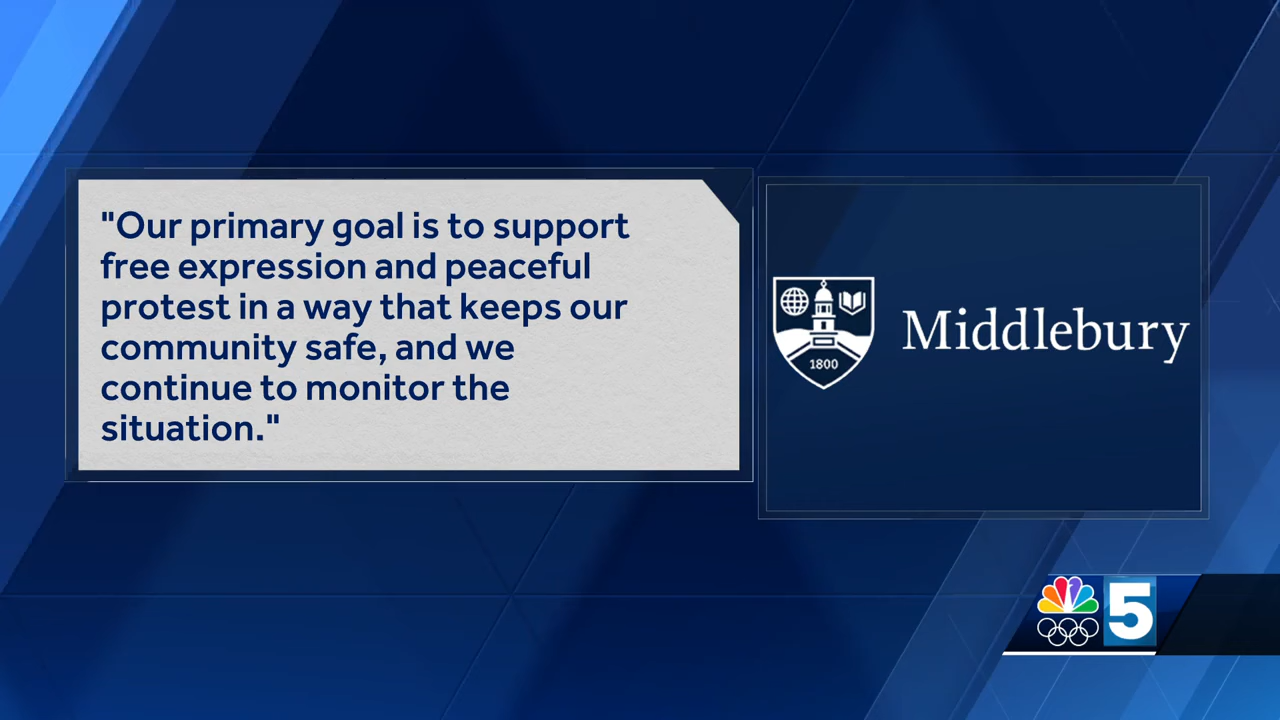 "Our primary goal is to support
free expression and peaceful
protest in a way that keeps our
community safe, and we
continue to monitor the
situation."
1800
Middlebury
5